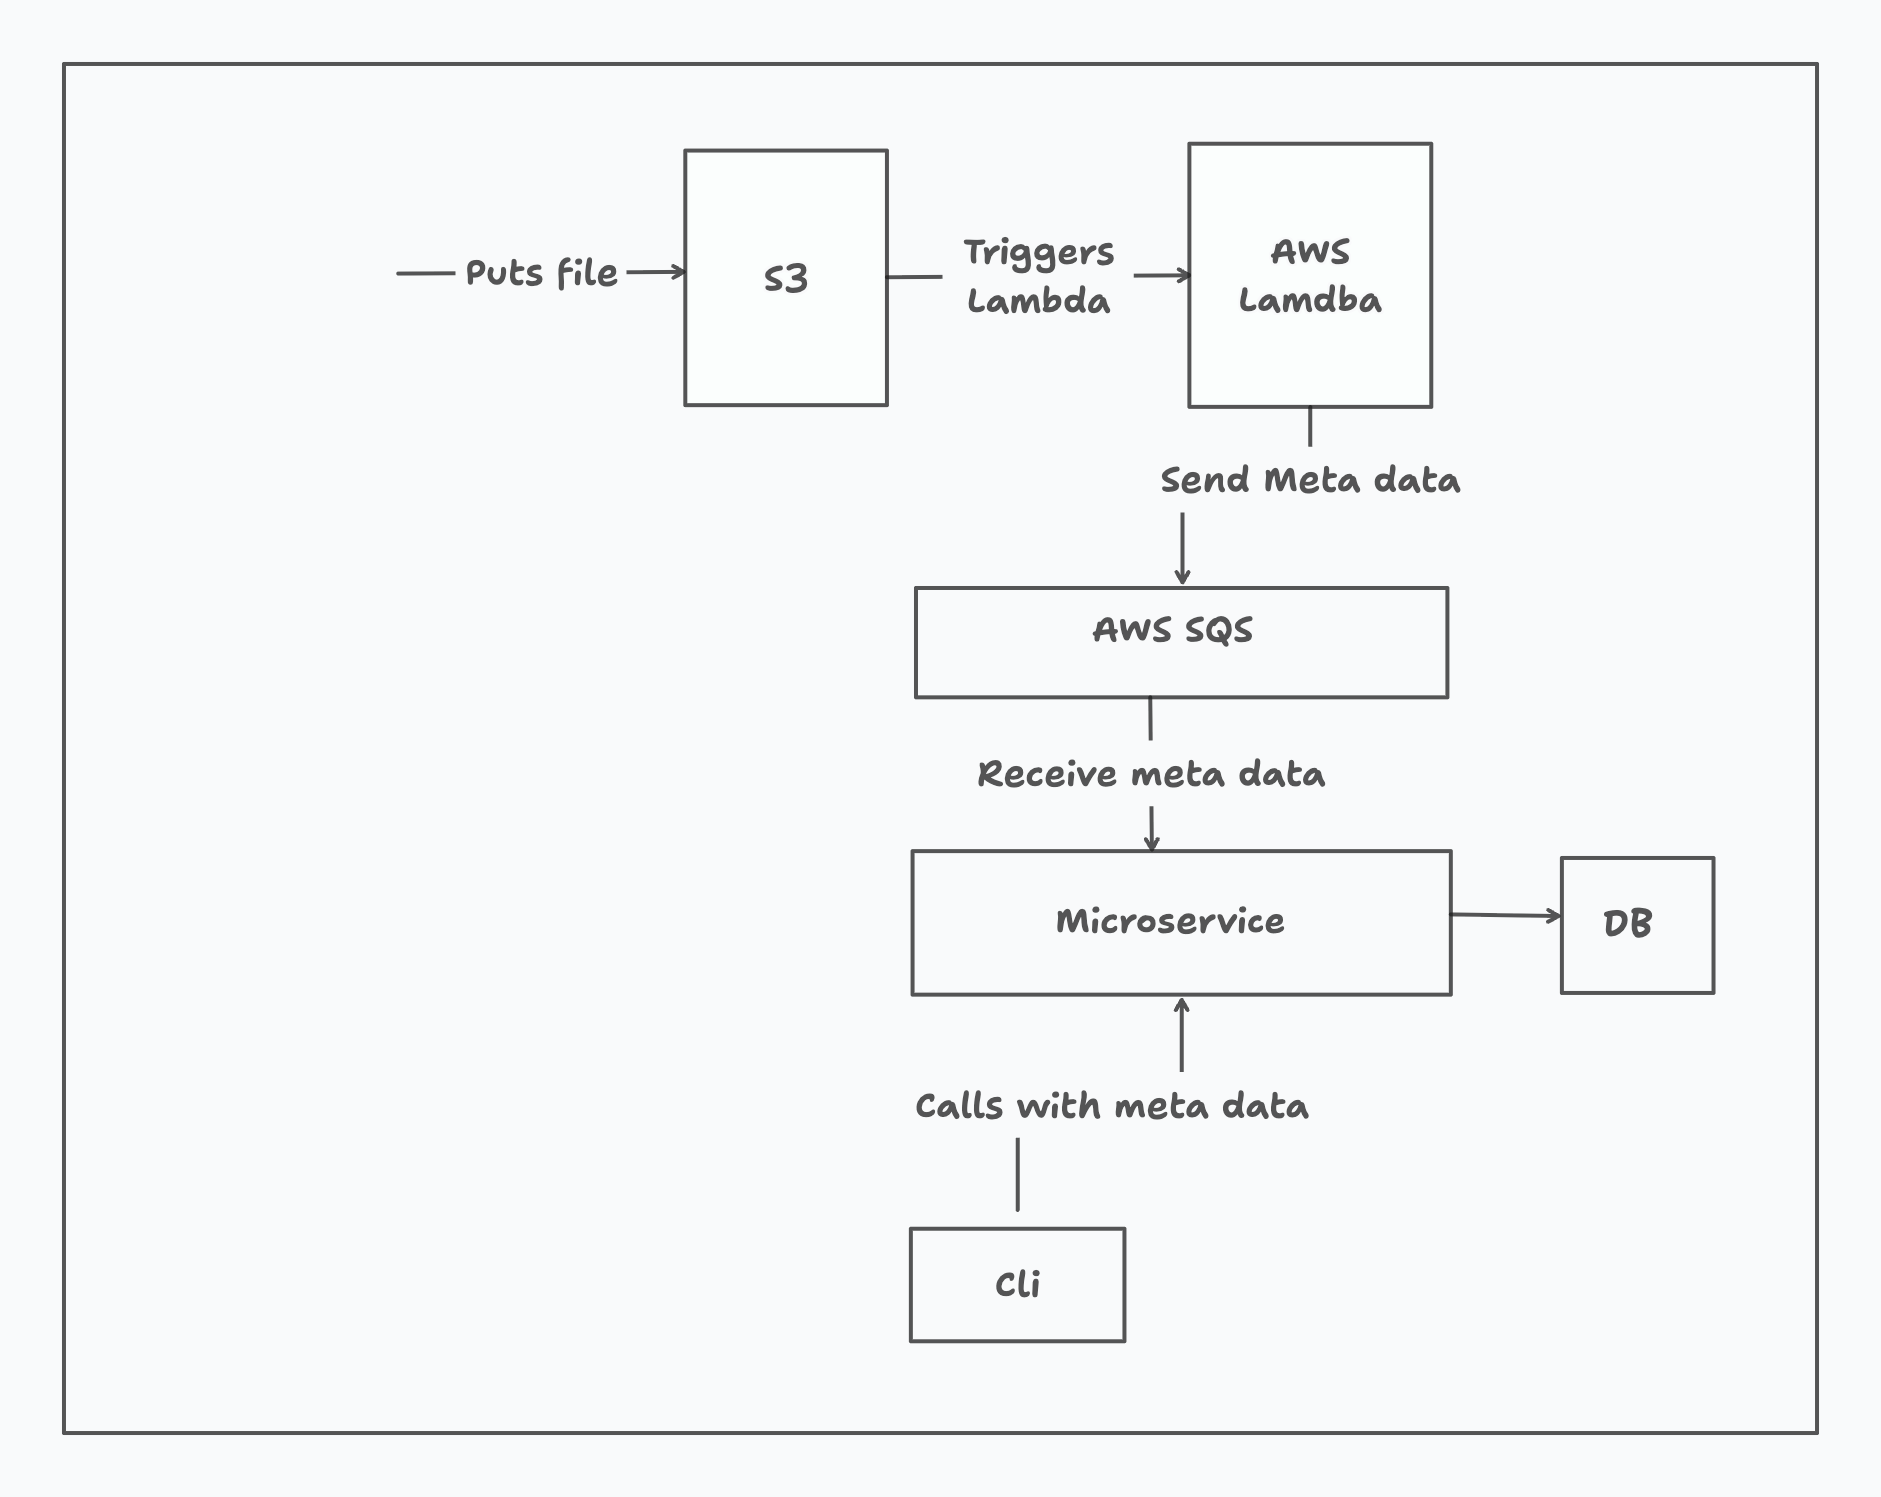 Puts file
S3
Triggers
Lambda
AWS
Lamdba
Send Meta data
AWS SQS
Receive meta data
Microservice
DB
Calls with meta data
Cli